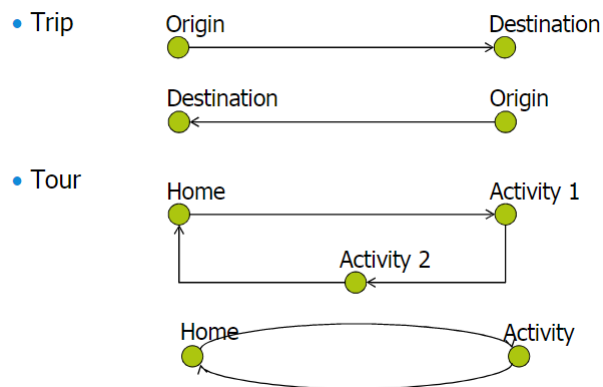 • Trip
Origin Destination
Destination Origin
• Tour
Home Activity 1
Activity 2
Home Activity